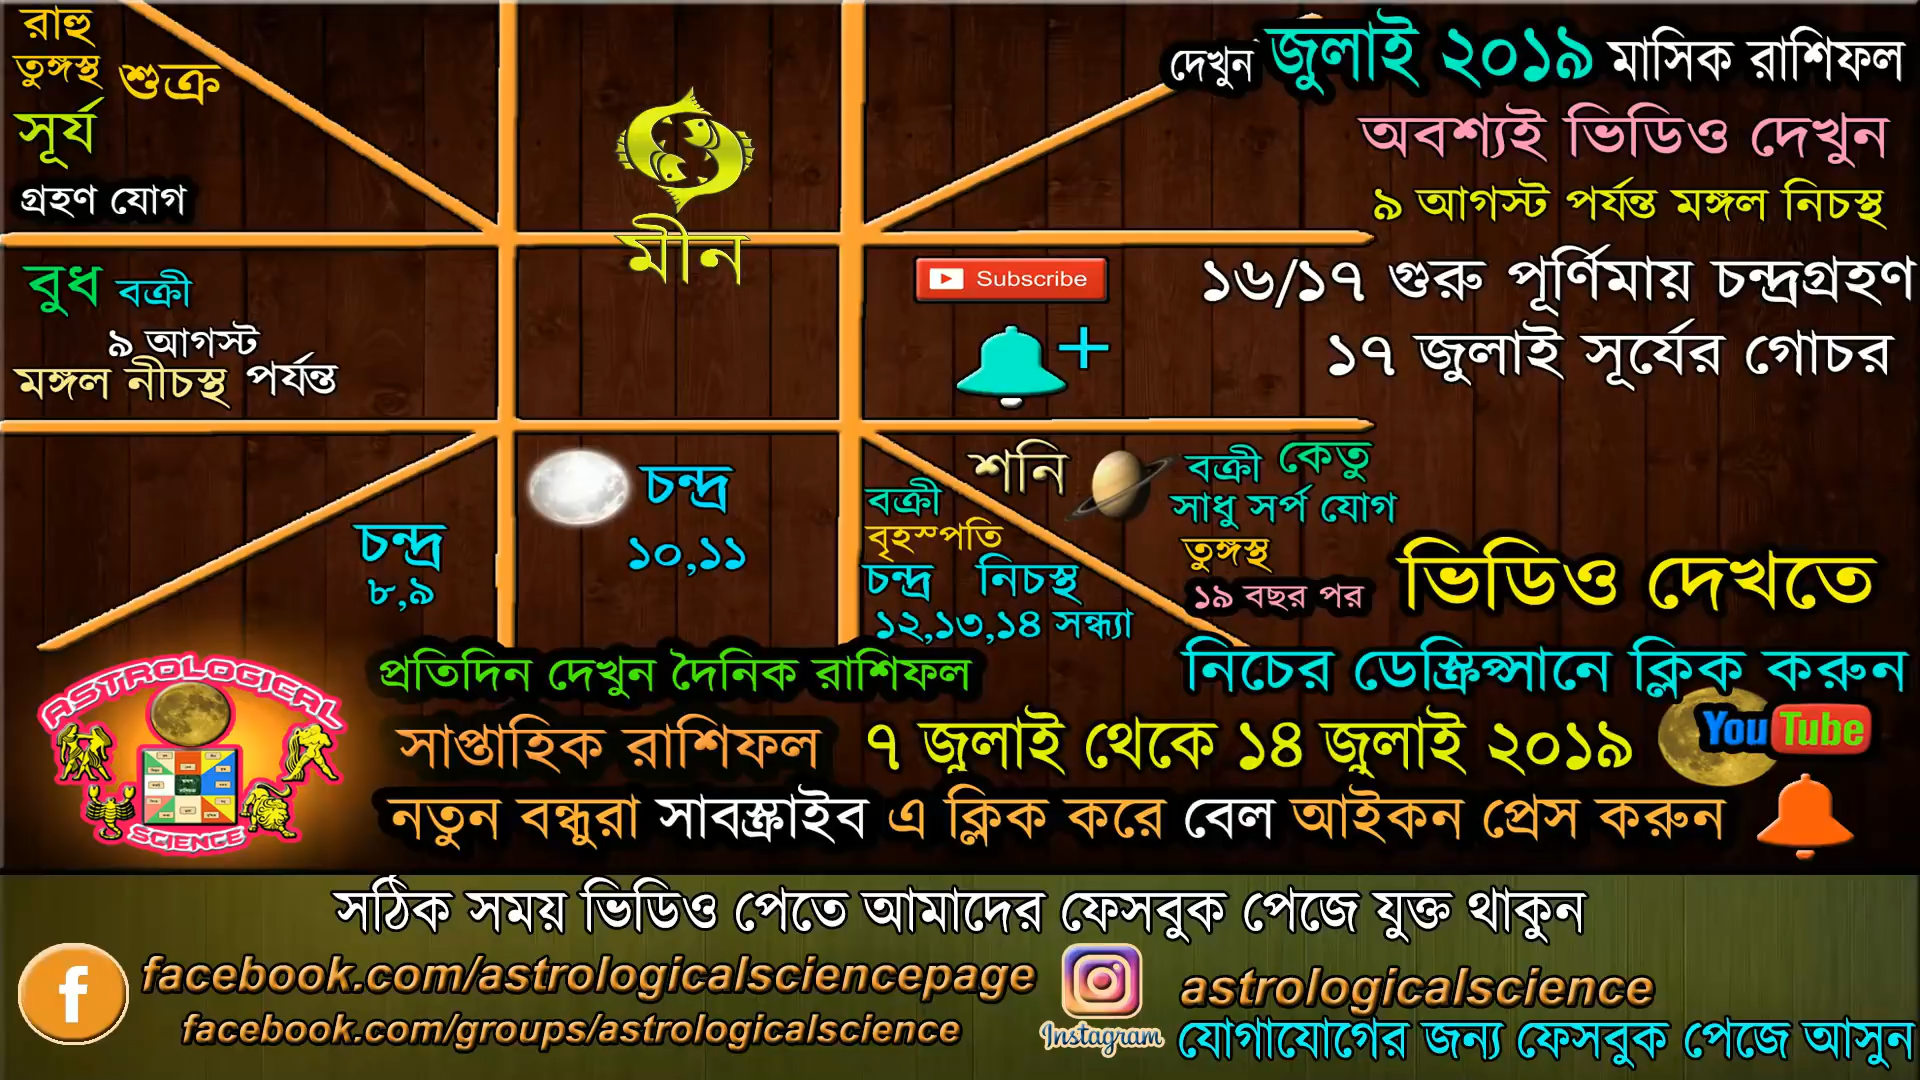 রাহু
তুঙ্গস্থ শুক্র
সূর্য
গ্রহণ যোগ
মীন
দেখুন জুলাই ২০১৯ মাসিক রাশিফল
অবশ্যই ভিডিও দেখুন
৯ আগস্ট পর্যন্ত মঙ্গল নিচস্থ
Subscribe
১৬/১৭ গুরু পূর্ণিমায় চন্দ্রগ্রহণ
১৭ জুলাই সূর্যের গোচর
বুধ বক্রী
৯ আগস্ট
মঙ্গল নীচস্থ পর্যন্ত
চন্দ্র
৮,৯
চন্দ্র
১০,১১
শনি
বক্রী
বৃহস্পতি
চন্দ্র নিচস্থ
১২,১৩,১৪ সন্ধ্যা
বক্রী কেতু
সাধু সর্প যোগ
তুঙ্গস্থ
১৯ বছর পর
ভিডিও দেখতে
নিচের ডেস্ক্রিপ্সানে ক্লিক করুন
YouTube
ASTROLOGICAL
SCIENCE
প্রতিদিন দেখুন দৈনিক রাশিফল
সাপ্তাহিক রাশিফল ৭ জুলাই থেকে ১৪ জুলাই ২০১৯
নতুন বন্ধুরা সাবস্ক্রাইব এ ক্লিক করে বেল আইকন প্রেস করুন
সঠিক সময় ভিডিও পেতে আমাদের ফেসবুক পেজে যুক্ত থাকুন
facebook.com/astrologicalsciencepage
facebook.com/groups/astrologicalscience
Instagram
astrologicalscience
যোগাযোগের জন্য ফেসবুক পেজে আসুন